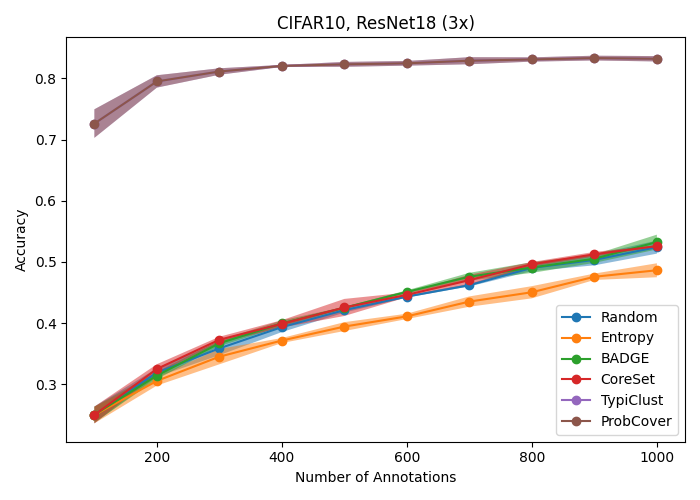 CIFAR10, ResNet18 (3x)
Accuracy
0.8
0.7
0.6
0.5
0.4
0.3
200
400
600
800
1000
Number of Annotations
Random
Entropy
BADGE
CoreSet
TypiClust
ProbCover